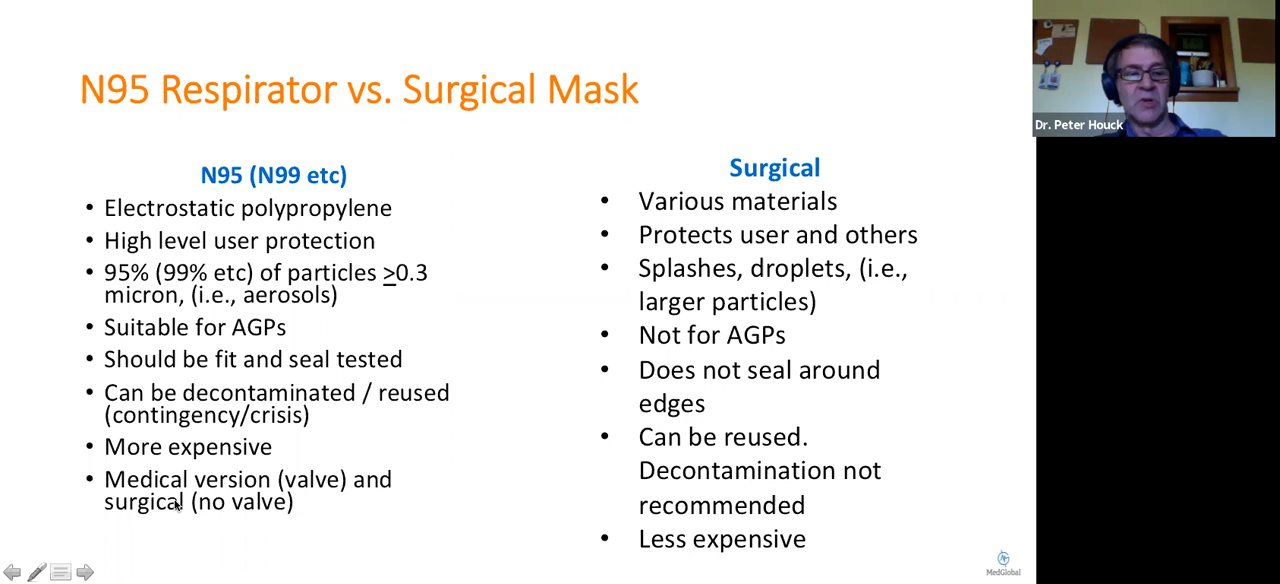 N95 Respirator vs. Surgical Mask
N95 (N99 etc)
• Electrostatic polypropylene
• High level user protection
• 95% (99% etc) of particles >0.3
micron, (i.e., aerosols)
• Suitable for AGPs
• Should be fit and seal tested
• Can be decontaminated / reused
(contingency/crisis)
• More expensive
• Medical version (valve) and
surgical (no valve)
Surgical
• Various materials
• Protects user and others
• Splashes, droplets, (i.e.,
larger particles)
• Not for AGPs
• Does not seal around
edges
• Can be reused.
Decontamination not
recommended
• Less expensive
MedGlobal
Dr. Peter Houck